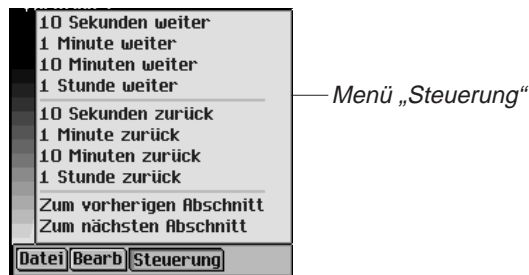 10 Sekunden weiter
1 Minute weiter
10 Minuten weiter
1 Stunde weiter
10 Sekunden zurück
1 Minute zurück
10 Minuten zurück
1 Stunde zurück
Zum vorherigen Abschnitt
Zum nächsten Abschnitt
Datei Bearb Steuerung
Menü „Steuerung“